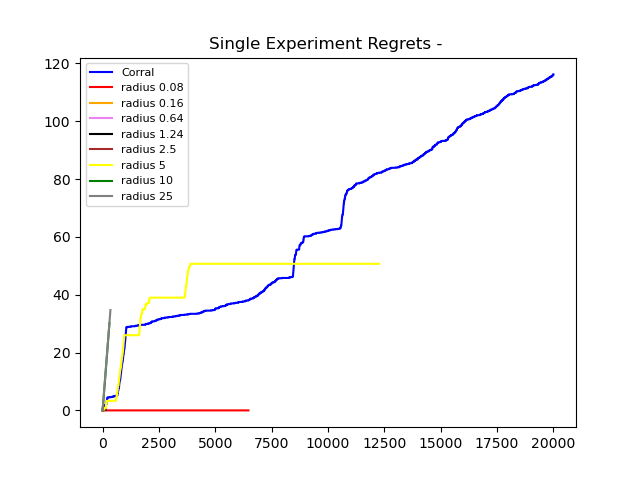 Single Experiment Regrets -
120
100
80
60
40
20
0
Corral
radius 0.08
radius 0.16
radius 0.64
radius 1.24
radius 2.5
radius 5
radius 10
radius 25
0 2500 5000 7500 10000 12500 15000 17500 20000